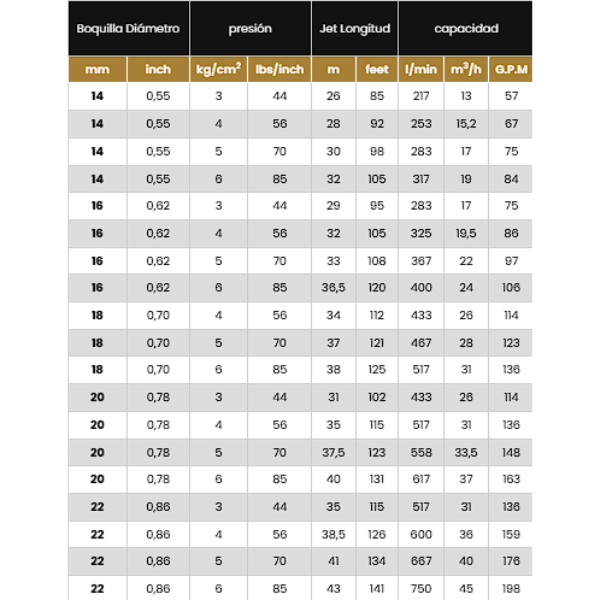 Boquilla Diámetro presión Jet Longitud capacidad
mm inch kg/cm² lbs/inch m feet l/min m³/h G.P.M
14 0,55 3 44 26 85 217 13 57
14 0,55 4 56 28 92 253 15,2 67
14 0,55 5 70 30 98 283 17 75
14 0,55 6 85 32 105 317 19 84
16 0,62 3 44 29 95 283 17 75
16 0,62 4 56 32 105 325 19,5 86
16 0,62 5 70 33 108 367 22 97
16 0,62 6 85 36,5 120 400 24 106
18 0,70 4 56 34 112 433 26 114
18 0,70 5 70 37 121 467 28 123
18 0,70 6 85 38 125 517 31 136
20 0,78 3 44 31 102 433 26 114
20 0,78 4 56 35 115 517 31 136
20 0,78 5 70 37,5 123 558 33,5 148
20 0,78 6 85 40 131 617 37 163
22 0,86 3 44 35 115 517 31 136
22 0,86 4 56 38,5 126 600 36 159
22 0,86 5 70 41 134 667 40 176
22 0,86 6 85 43 141 750 45 198